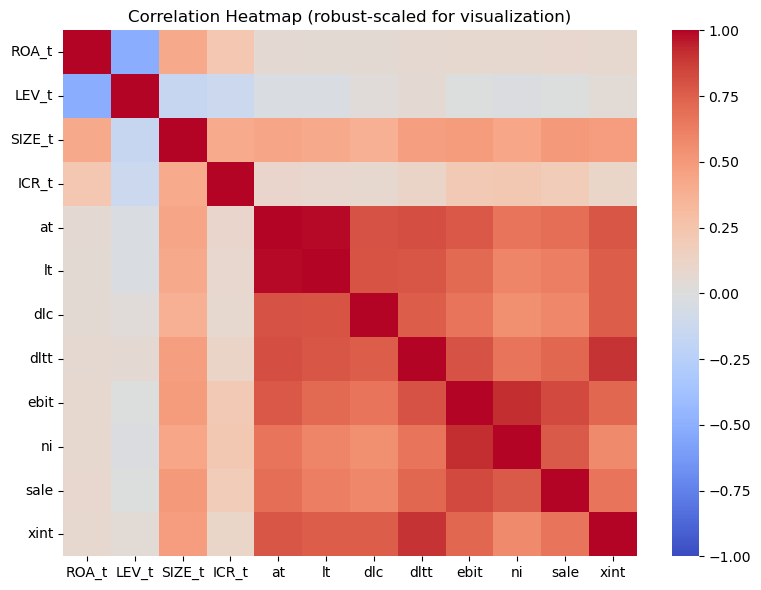 Correlation Heatmap (robust-scaled for visualization)
ROA_t
LEV_t
SIZE_t
ICR_t
at
lt
dlc
dltt
ebit
ni
sale
xint
ROA_t LEV_t SIZE_t ICR_t at lt dlc dltt ebit ni sale xint
1.00
0.75
0.50
0.25
0.00
−0.25
−0.50
−0.75
−1.00